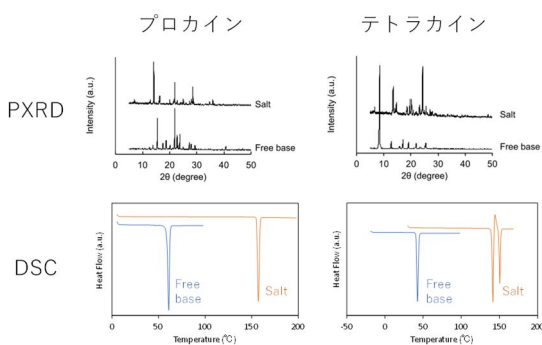 プロカイン
テトラカイン
PXRD
Intensity (a.u.)
Salt
Free base
0 10 20 30 40 50
2θ (degree)
Intensity (a.u.)
Salt
Free base
0 10 20 30 40 50
2θ (degree)
DSC
Heat Flow (a.u.)
Free
base
Salt
0 50 100 150 200
Temperature (℃)
Heat Flow (a.u.)
Free
base
Salt
-50 0 50 100 150 200
Temperature (℃)